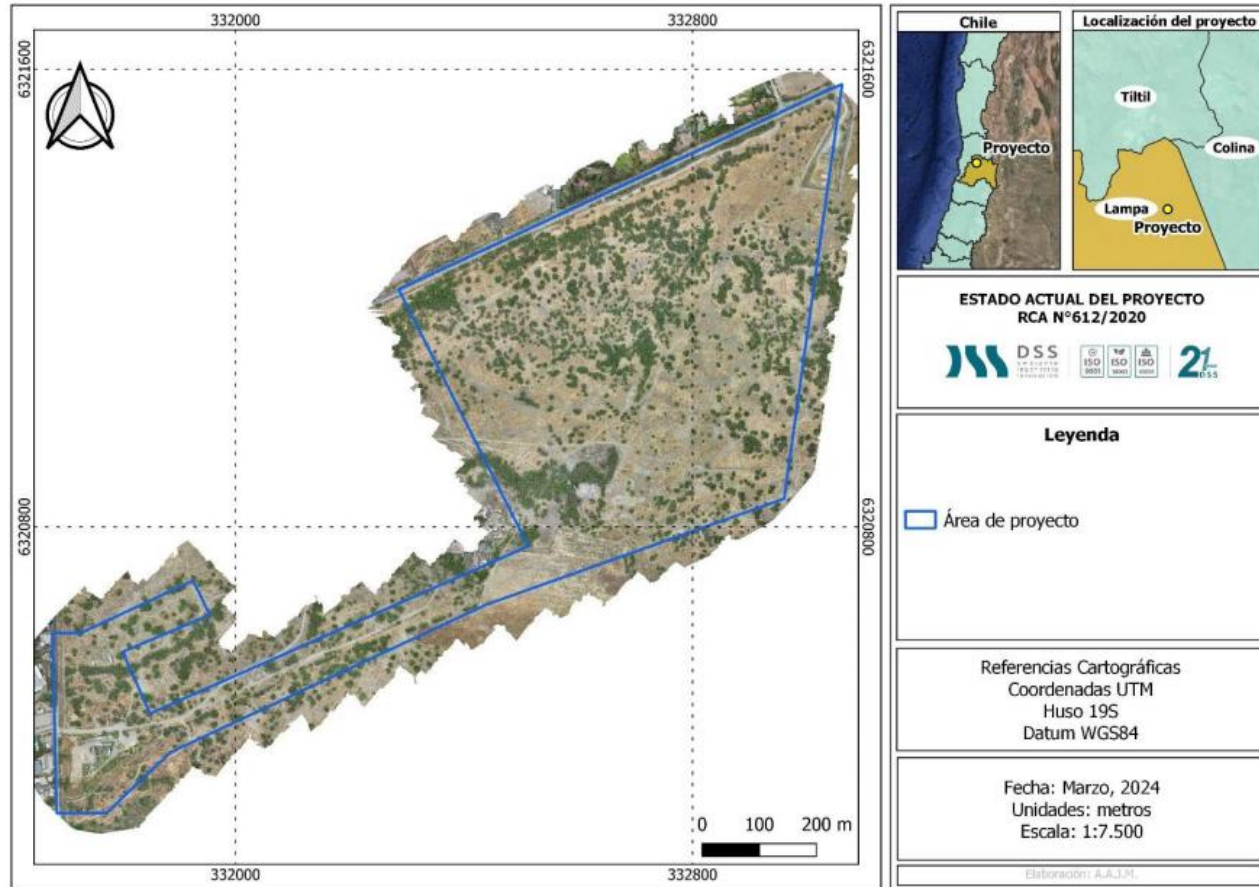 332000
332800
6321600
6321600
6320800
6320800
0 100 200 m
332000
332800
Chile
Proyecto
Localización del proyecto
Tiltil
Colina
Lampa
Proyecto
ESTADO ACTUAL DEL PROYECTO
RCA N°612/2020
DSS
ISO
ISO
ISO
21
DSS
Leyenda
Área de proyecto
Referencias Cartográficas
Coordenadas UTM
Huso 19S
Datum WGS84
Fecha: Marzo, 2024
Unidades: metros
Escala: 1:7.500
Elaboración: A.A.J.M.